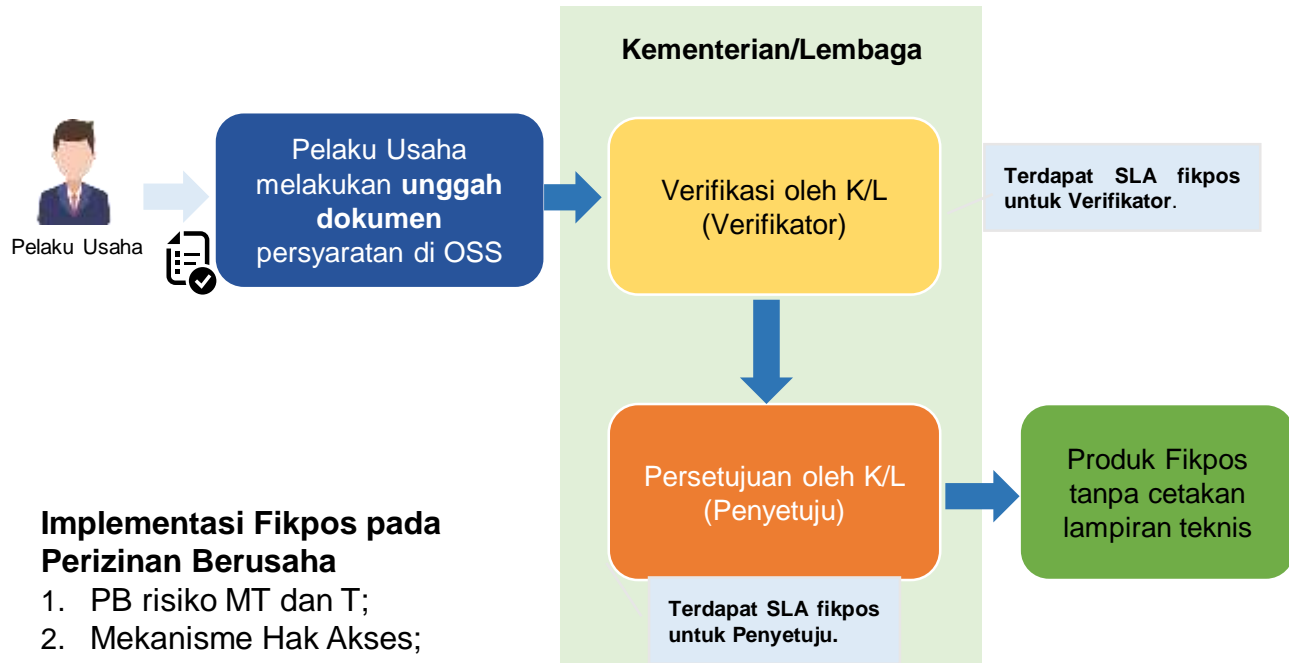 Kementerian/Lembaga
Pelaku Usaha
Pelaku Usaha
melakukan unggah
dokumen
persyaratan di OSS
Verifikasi oleh K/L
(Verifikator)
Terdapat SLA fikpos
untuk Verifikator.
Persetujuan oleh K/L
(Penyetuju)
Terdapat SLA fikpos
untuk Penyetuju.
Produk Fikpos
tanpa cetakan
lampiran teknis
Implementasi Fikpos pada
Perizinan Berusaha
1. PB risiko MT dan T;
2. Mekanisme Hak Akses;